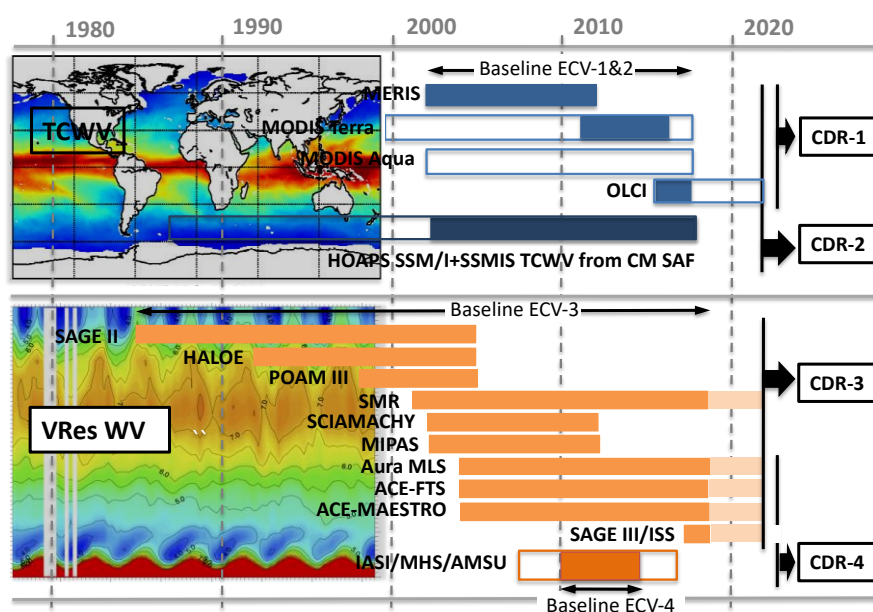 1980 1990 2000 2010 2020
Baseline ECV-1&2
MERIS
TCWV
MODIS Terra
CDR-1
MODIS Aqua
OLCI
CDR-2
HOAPS SSM/I+SSMIS TCWV from CM SAF
Baseline ECV-3
SAGE II
HALOE
POAM III
CDR-3
SMR
SCIAMACHY
VRes WV
MIPAS
Aura MLS
ACE-FTS
ACE-MAESTRO
SAGE III/ISS
IASI/MHS/AMSU
CDR-4
Baseline ECV-4